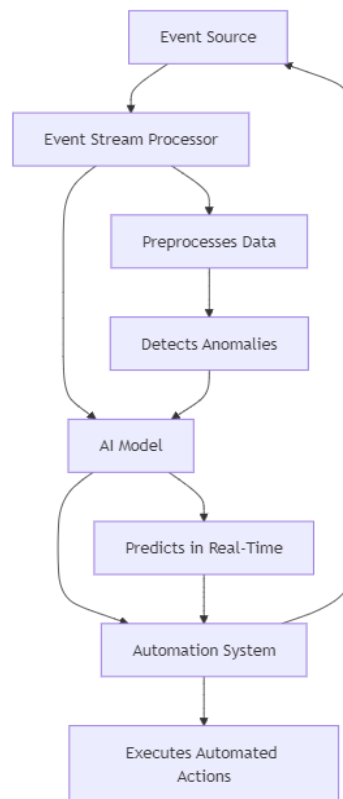 Event Source
Event Stream Processor
Preprocesses Data
Detects Anomalies
AI Model
Predicts in Real-Time
Automation System
Executes Automated
Actions